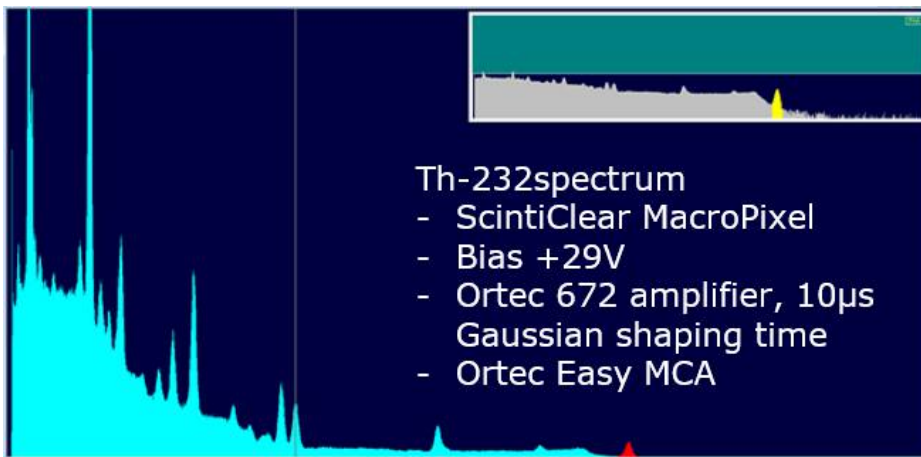 Th-232spectrum
- ScintiClear MacroPixel
- Bias +29V
- Ortec 672 amplifier, 10µs
Gaussian shaping time
- Ortec Easy MCA